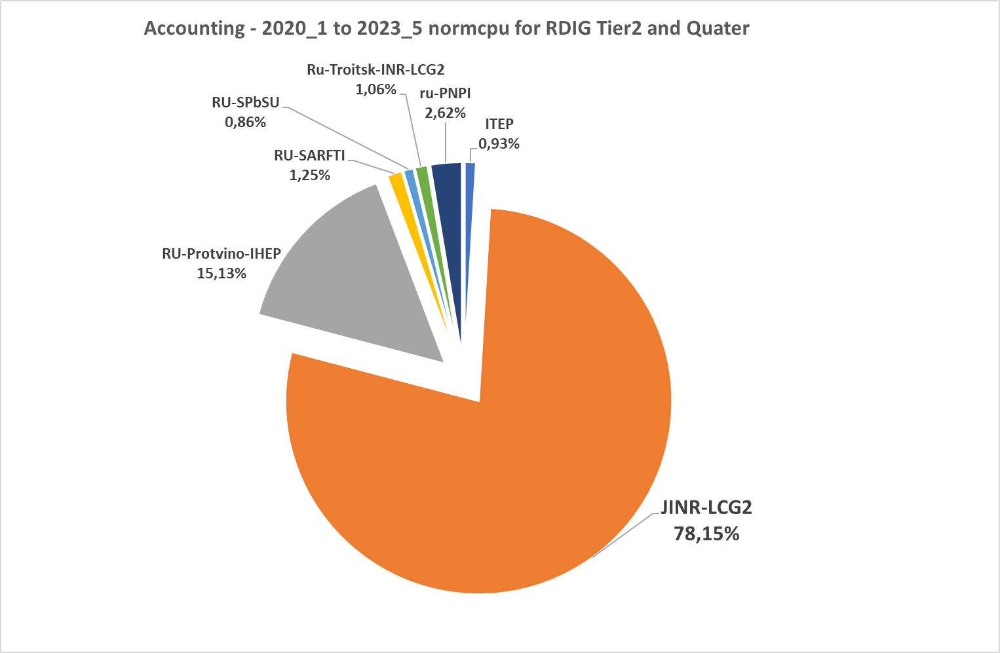 Accounting - 2020_1 to 2023_5 normcpu for RDIG Tier2 and Quater
Ru-Troitsk-INR-LCG2
1,06%
ru-PNPI
2,62%
RU-SPbSU
0,86%
ITEP
0,93%
RU-SARFTI
1,25%
RU-Protvino-IHEP
15,13%
JINR-LCG2
78,15%